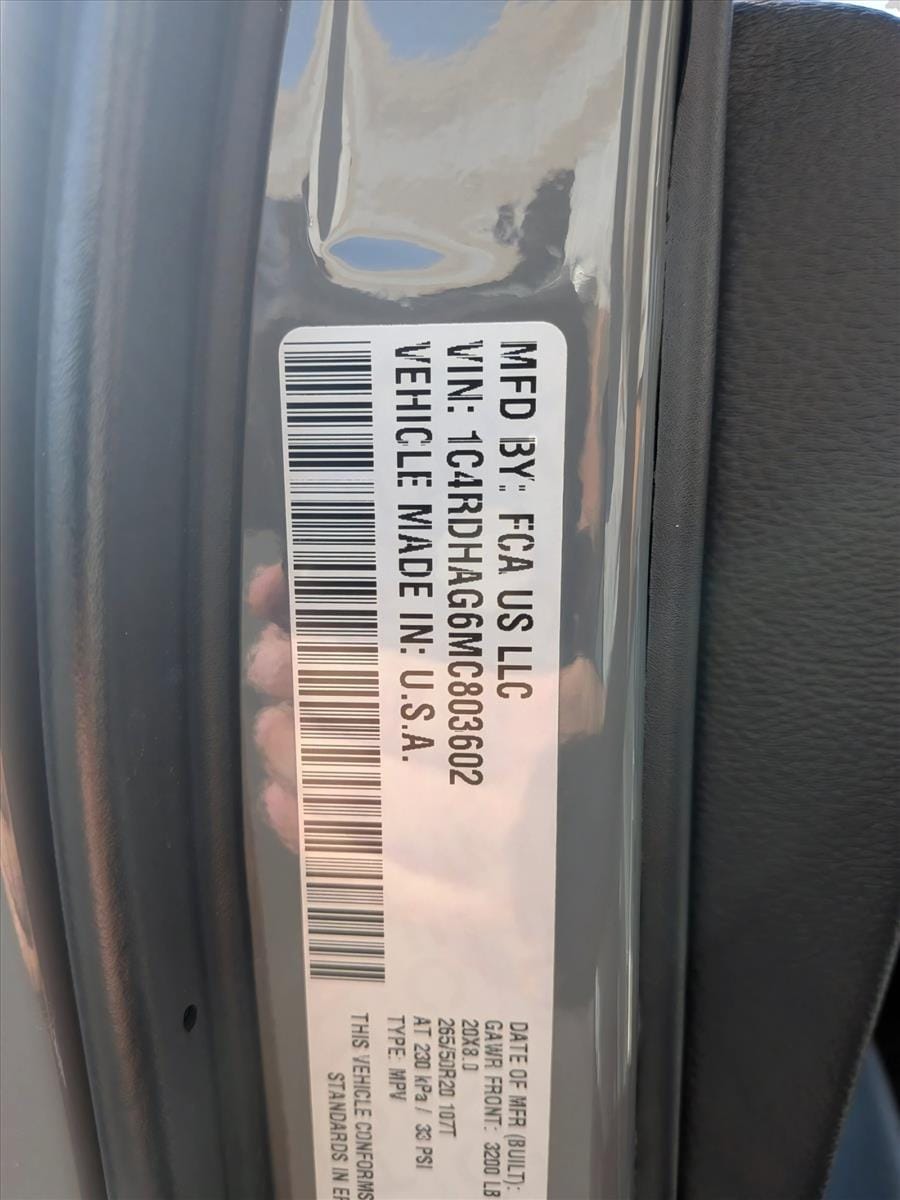 MFD BY: FCA US LLC
VIN: 1C4RDHAG6MC803602
VEHICLE MADE IN: U.S.A.
DATE OF MFR (BUILT):
GAWR FRONT: 3200 LB
20X8.0
265/50R20 107T
AT 230 kPa / 33 PSI
TYPE: MPV
THIS VEHICLE CONFORMS
STANDARDS IN